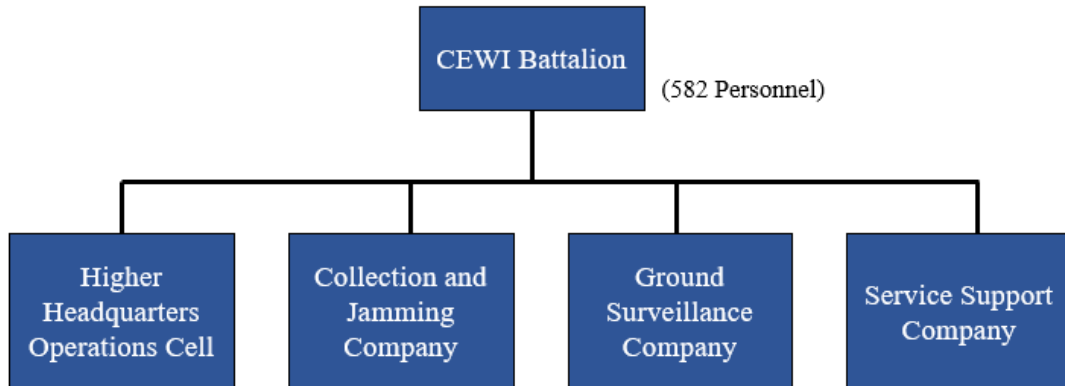 CEWI Battalion
(582 Personnel)
Higher
Headquarters
Operations Cell
Collection and
Jamming
Company
Ground
Surveillance
Company
Service Support
Company